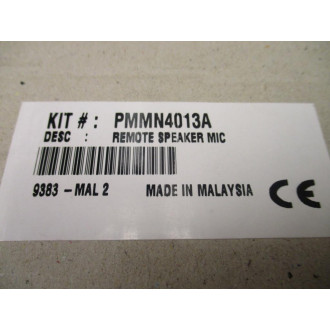 KIT #: PMMN4013A
DESC : REMOTE SPEAKER MIC
9383 -MAL 2 MADE IN MALAYSIA CE